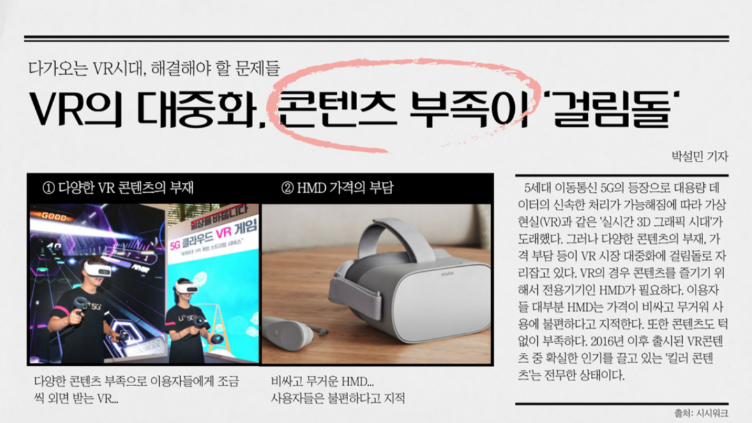 다가오는 VR시대, 해결해야 할 문제들
VR의 대중화, 콘텐츠 부족이 '걸림돌'
박설민 기자
① 다양한 VR 콘텐츠의 부재
GOOD
일상을 바꿉니다
5G 클라우드 VR 게임
U+5G
다양한 콘텐츠 부족으로 이용자들에게 조금
씩 외면 받는 VR...
② HMD 가격의 부담
oculus
비싸고 무거운 HMD...
사용자들은 불편하다고 지적
5세대 이동통신 5G의 등장으로 대용량 데
이터의 신속한 처리가 가능해짐에 따라 가상
현실(VR)과 같은 '실시간 3D 그래픽 시대'가
도래했다. 그러나 다양한 콘텐츠의 부재, 가
격 부담 등이 VR 시장 대중화에 걸림돌로 자
리잡고 있다. VR의 경우 콘텐츠를 즐기기 위
해서 전용기기인 HMD가 필요하다. 이용자
들 대부분 HMD는 가격이 비싸고 무거워 사
용에 불편하다고 지적한다. 또한 콘텐츠도 턱
없이 부족하다. 2016년 이후 출시된 VR콘텐
츠 중 확실한 인기를 끌고 있는 '킬러 콘텐
츠'는 전무한 상태이다.
출처: 시시워크